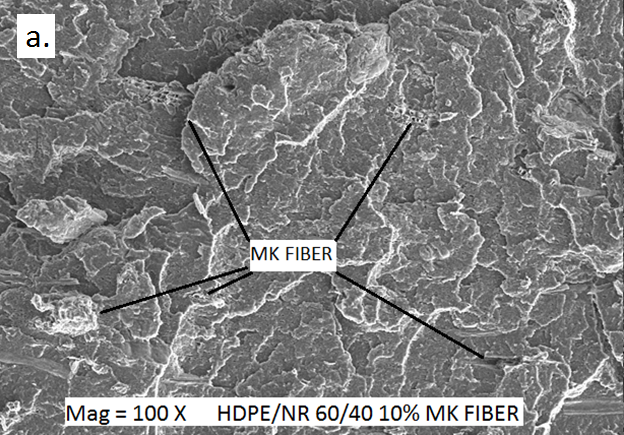 a.
MK FIBER
Mag = 100 X HDPE/NR 60/40 10% MK FIBER